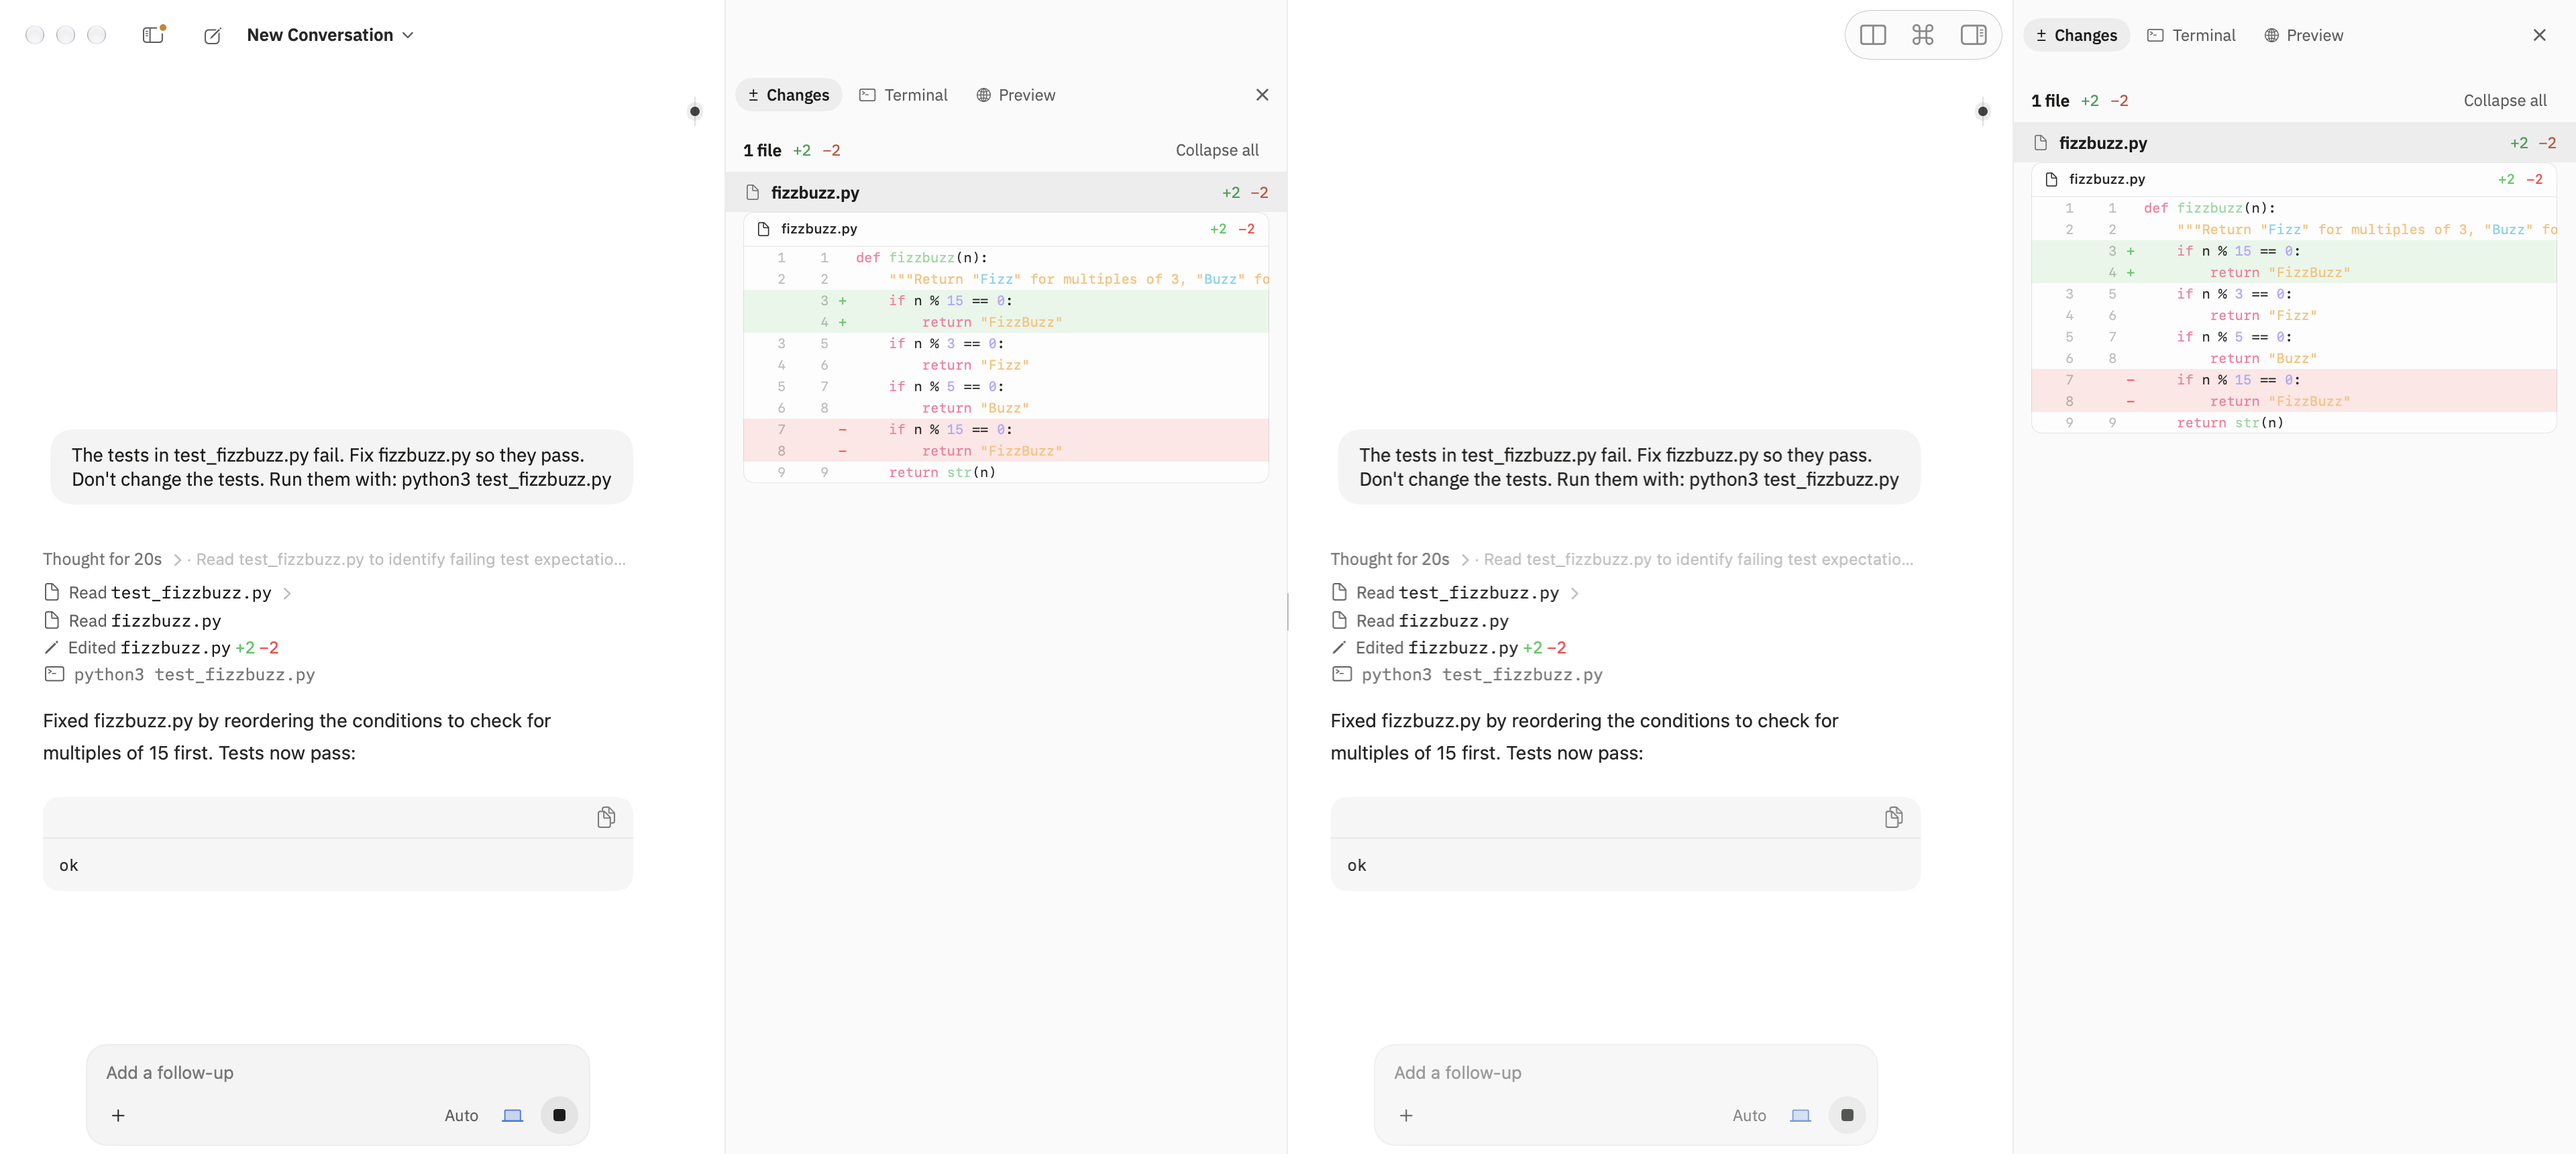 New Conversation
The tests in test_fizzbuzz.py fail. Fix fizzbuzz.py so they pass.
Don't change the tests. Run them with: python3 test_fizzbuzz.py
Thought for 20s › · Read test_fizzbuzz.py to identify failing test expectatio...
Read test_fizzbuzz.py
Read fizzbuzz.py
Edited fizzbuzz.py +2 −2
python3 test_fizzbuzz.py
Fixed fizzbuzz.py by reordering the conditions to check for
multiples of 15 first. Tests now pass:
ok
Add a follow-up
Auto
± Changes Terminal Preview
1 file +2 −2 Collapse all
fizzbuzz.py +2 −2
fizzbuzz.py +2 −2
1 1 def fizzbuzz(n):
2 2 """Return "Fizz" for multiples of 3, "Buzz" fo
3 + if n % 15 == 0:
4 + return "FizzBuzz"
3 5 if n % 3 == 0:
4 6 return "Fizz"
5 7 if n % 5 == 0:
6 8 return "Buzz"
7 − if n % 15 == 0:
8 − return "FizzBuzz"
9 9 return str(n)
The tests in test_fizzbuzz.py fail. Fix fizzbuzz.py so they pass.
Don't change the tests. Run them with: python3 test_fizzbuzz.py
Thought for 20s › · Read test_fizzbuzz.py to identify failing test expectatio...
Read test_fizzbuzz.py
Read fizzbuzz.py
Edited fizzbuzz.py +2 −2
python3 test_fizzbuzz.py
Fixed fizzbuzz.py by reordering the conditions to check for
multiples of 15 first. Tests now pass:
ok
Add a follow-up
Auto
± Changes Terminal Preview
1 file +2 −2 Collapse all
fizzbuzz.py +2 −2
fizzbuzz.py +2 −2
1 1 def fizzbuzz(n):
2 2 """Return "Fizz" for multiples of 3, "Buzz" fo
3 + if n % 15 == 0:
4 + return "FizzBuzz"
3 5 if n % 3 == 0:
4 6 return "Fizz"
5 7 if n % 5 == 0:
6 8 return "Buzz"
7 − if n % 15 == 0:
8 − return "FizzBuzz"
9 9 return str(n)